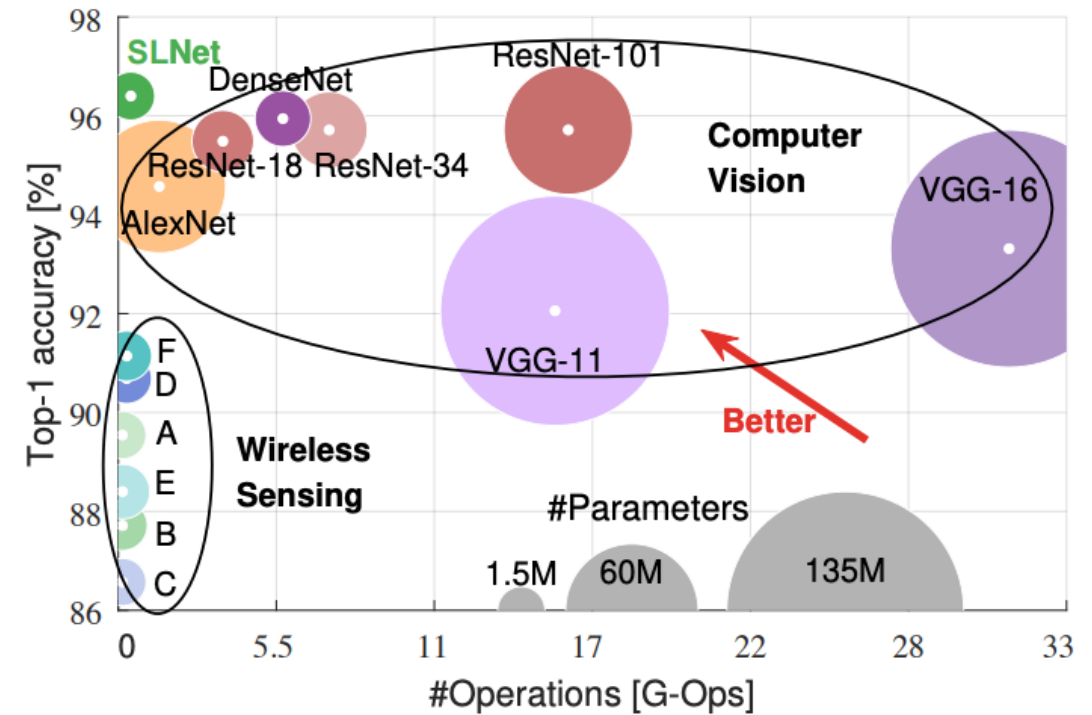 98
96
94
92
90
88
86
Top-1 accuracy [%]
SLNet
DenseNet
ResNet-101
ResNet-18
ResNet-34
AlexNet
Computer
Vision
VGG-16
VGG-11
Better
F
D
A
E
B
C
Wireless
Sensing
#Parameters
1.5M
60M
135M
0
5.5
11
17
22
28
33
#Operations [G-Ops]